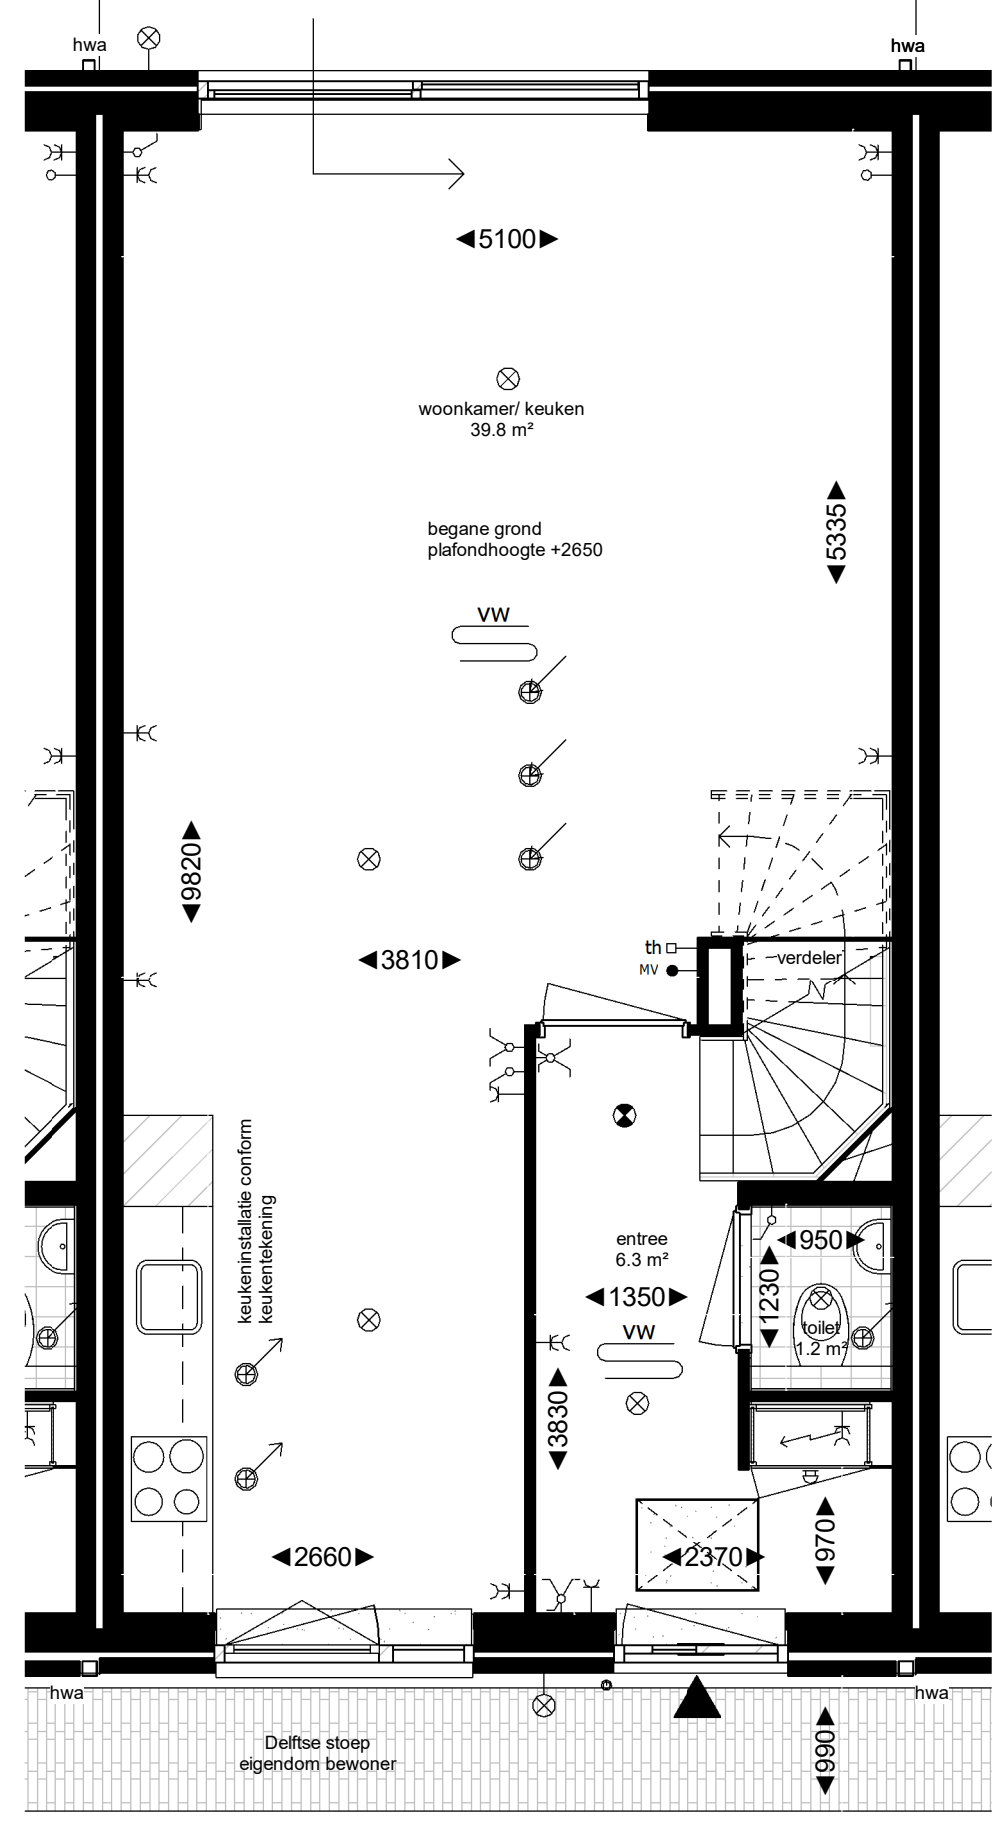 hwa
hwa
5100
woonkamer/ keuken
39.8 m²
5335
begane grond
plafondhoogte +2650
VW
9820
3810
th
MV
verdeler
keukeninstallatie conform
keukentekening
entree
6.3 m²
950
1230
1350
VW
toilet
1.2 m²
3830
2660
2370
970
hwa
hwa
Delftse stoep
eigendom bewoner
990